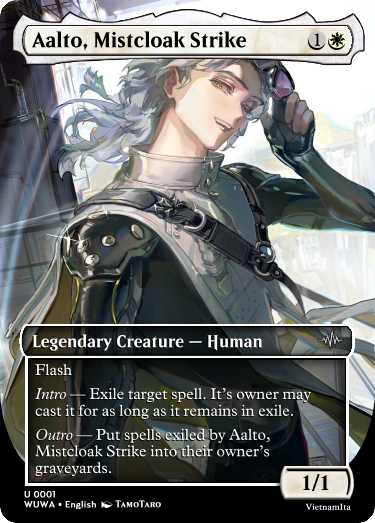 Aalto, Mistcloak Strike 1
Legendary Creature — Human
Flash
Intro — Exile target spell. It's owner may
cast it for as long as it remains in exile.
Outro — Put spells exiled by Aalto,
Mistcloak Strike into their owner's
graveyards.
1/1
U 0001
WUWA • English TamoTaro
VietnamIta